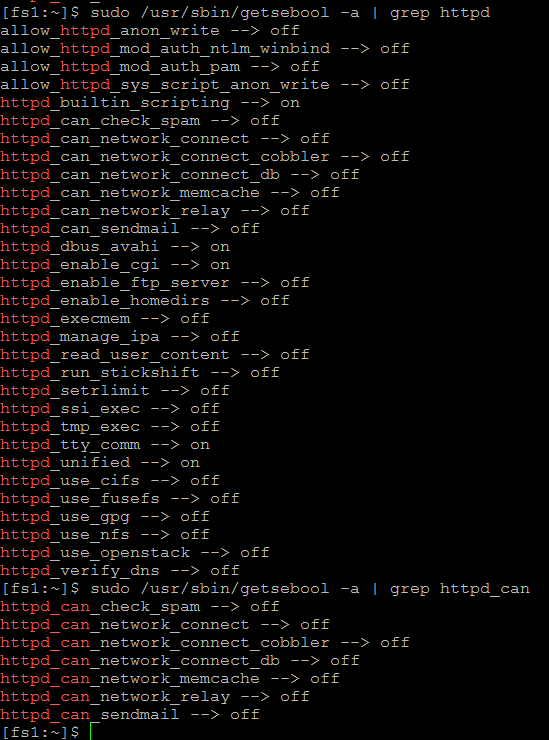 [fs1:~]$ sudo /usr/sbin/getsebool -a | grep httpd
allow_httpd_anon_write --> off
allow_httpd_mod_auth_ntlm_winbind --> off
allow_httpd_mod_auth_pam --> off
allow_httpd_sys_script_anon_write --> off
httpd_builtin_scripting --> on
httpd_can_check_spam --> off
httpd_can_network_connect --> off
httpd_can_network_connect_cobbler --> off
httpd_can_network_connect_db --> off
httpd_can_network_memcache --> off
httpd_can_network_relay --> off
httpd_can_sendmail --> off
httpd_dbus_avahi --> on
httpd_enable_cgi --> on
httpd_enable_ftp_server --> off
httpd_enable_homedirs --> off
httpd_execmem --> off
httpd_manage_ipa --> off
httpd_read_user_content --> off
httpd_run_stickshift --> off
httpd_setrlimit --> off
httpd_ssi_exec --> off
httpd_tmp_exec --> off
httpd_tty_comm --> on
httpd_unified --> on
httpd_use_cifs --> off
httpd_use_fusefs --> off
httpd_use_gpg --> off
httpd_use_nfs --> off
httpd_use_openstack --> off
httpd_verify_dns --> off
[fs1:~]$ sudo /usr/sbin/getsebool -a | grep httpd_can
httpd_can_check_spam --> off
httpd_can_network_connect --> off
httpd_can_network_connect_cobbler --> off
httpd_can_network_connect_db --> off
httpd_can_network_memcache --> off
httpd_can_network_relay --> off
httpd_can_sendmail --> off
[fs1:~]$